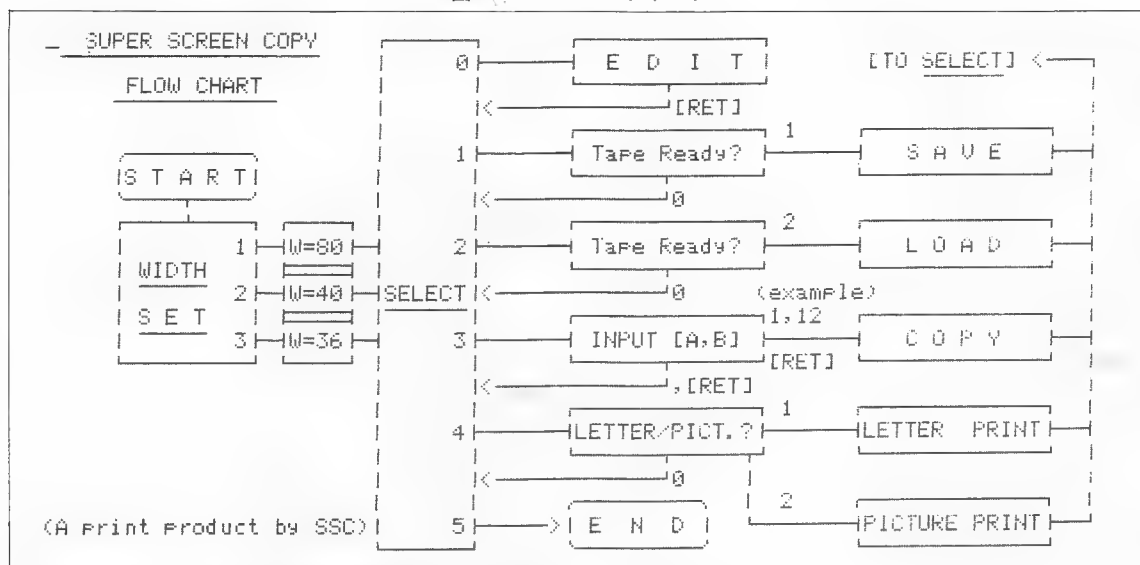 SUPER SCREEN COPY
FLOW CHART
0 E D I T [TO SELECT] <
< [RET]
START
1 Tape Ready? 1 S A V E
< 0
WIDTH SET
1 W=80
2 W=40 SELECT
3 W=36
2 Tape Ready? 2 L O A D
< 0
(example)
3 INPUT [A,B] 1,12 C O P Y
[RET]
< ,[RET]
4 LETTER/PICT.? 1 LETTER PRINT
< 0
2 PICTURE PRINT
5 > E N D
(A print product by SSC)